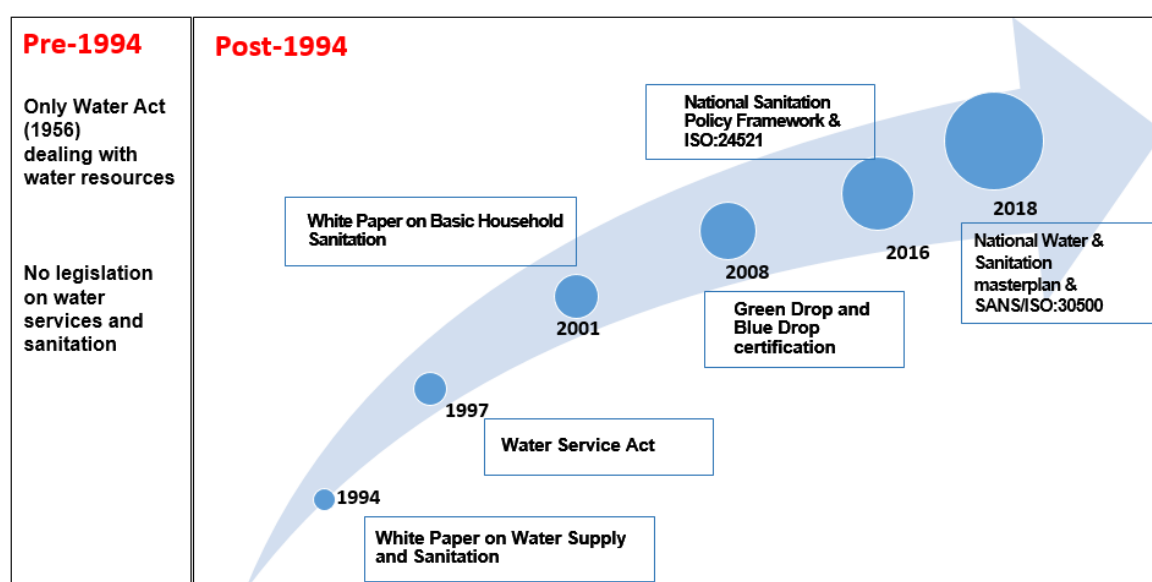 Pre-1994
Only Water Act
(1956)
dealing with
water resources
No legislation
on water
services and
sanitation
Post-1994
National Sanitation
Policy Framework &
ISO:24521
White Paper on Basic Household
Sanitation
2018
National Water &
Sanitation
masterplan &
SANS/ISO:30500
2016
2008
Green Drop and
Blue Drop
certification
2001
1997
Water Service Act
1994
White Paper on Water Supply
and Sanitation